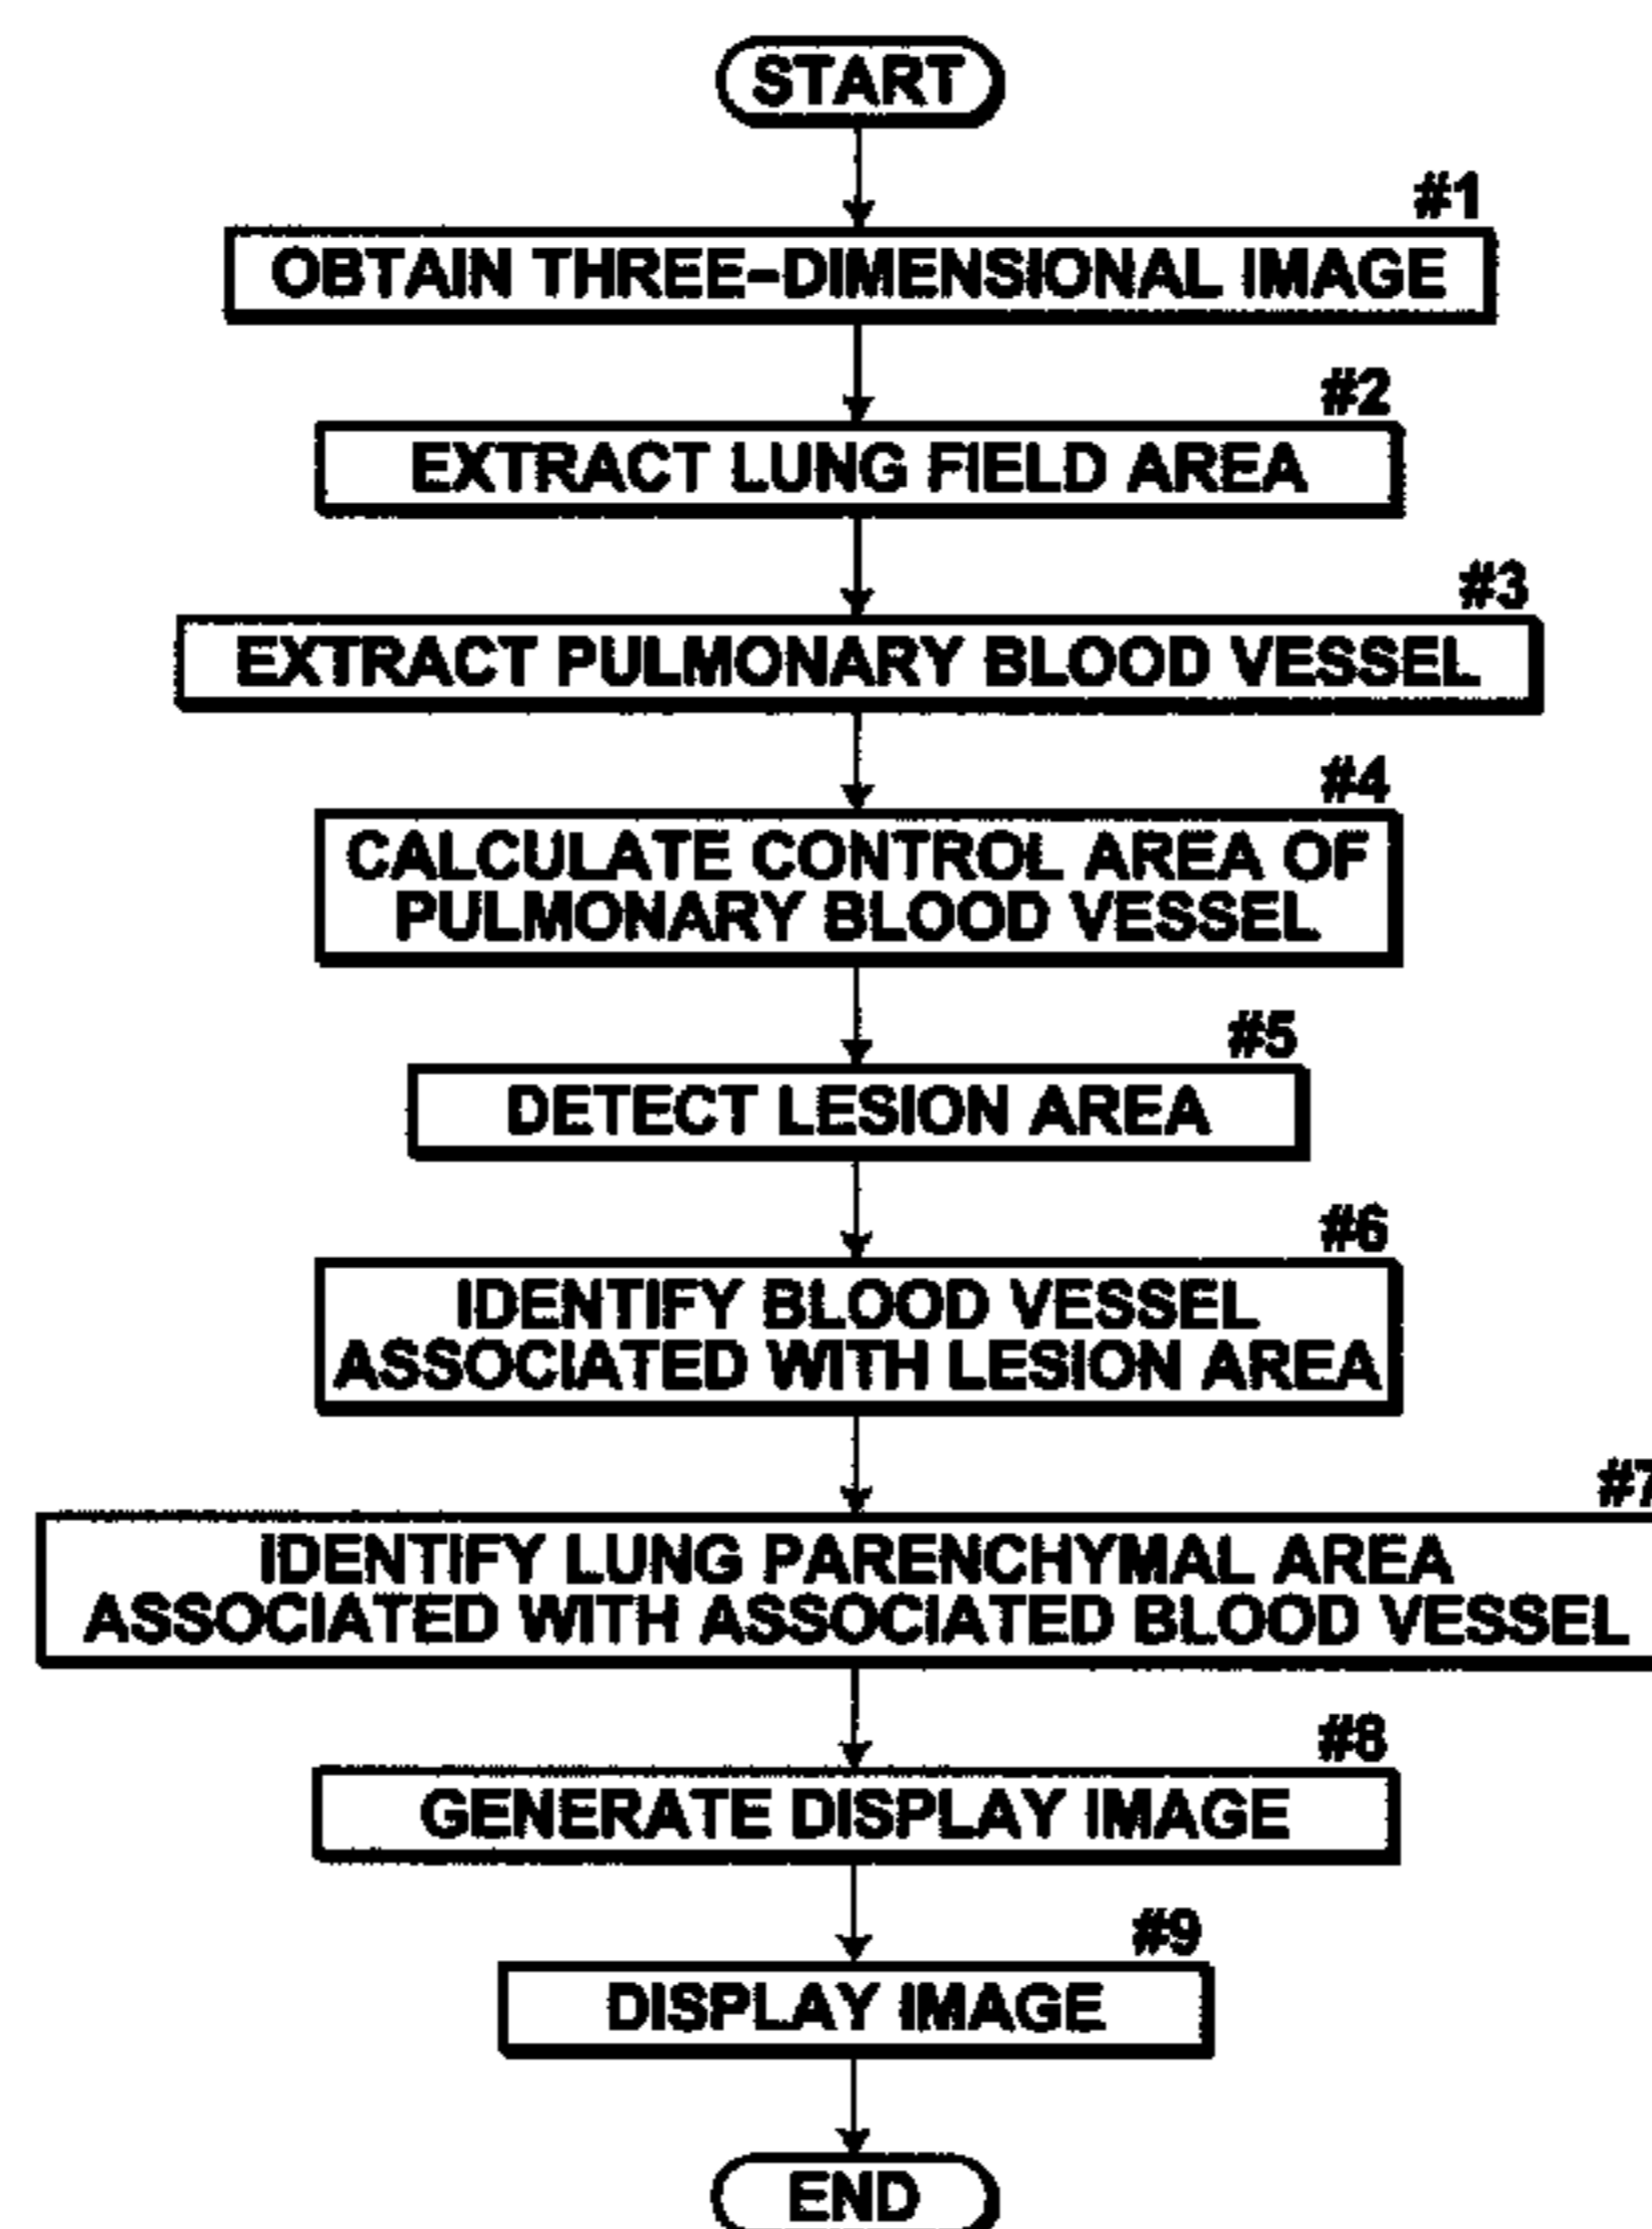 START
#1
OBTAIN THREE-DIMENSIONAL IMAGE
#2
EXTRACT LUNG FIELD AREA
#3
EXTRACT PULMONARY BLOOD VESSEL
#4
CALCULATE CONTROL AREA OF
PULMONARY BLOOD VESSEL
#5
DETECT LESION AREA
#6
IDENTIFY BLOOD VESSEL
ASSOCIATED WITH LESION AREA
#7
IDENTIFY LUNG PARENCHYMAL AREA
ASSOCIATED WITH ASSOCIATED BLOOD VESSEL
#8
GENERATE DISPLAY IMAGE
#9
DISPLAY IMAGE
END